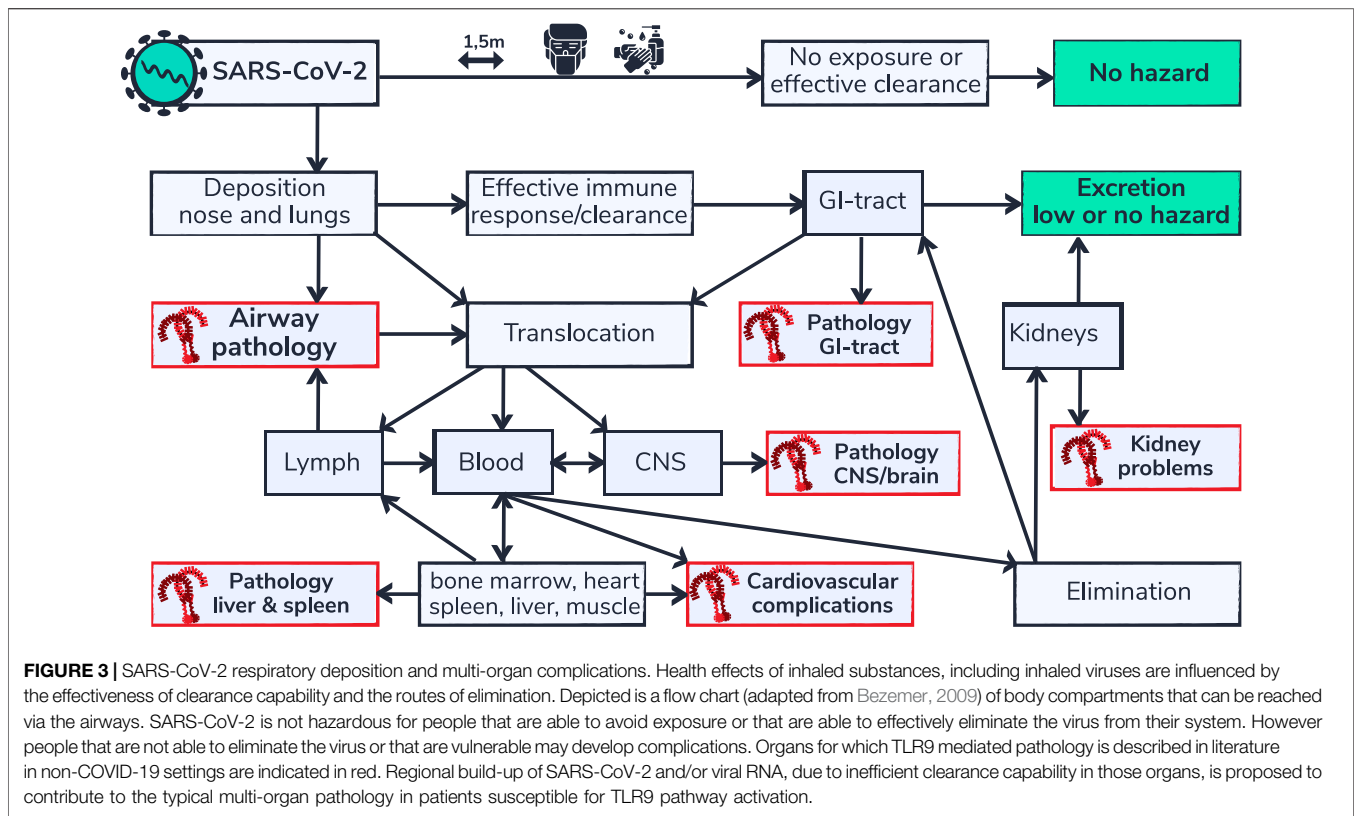 1,5m
SARS-CoV-2
No exposure or
effective clearance
No hazard
Deposition
nose and lungs
Effective immune
response/clearance
GI-tract
Excretion
low or no hazard
Airway
pathology
Translocation
Pathology
GI-tract
Kidneys
Lymph
Blood
CNS
Pathology
CNS/brain
Kidney
problems
Pathology
liver & spleen
bone marrow, heart
spleen, liver, muscle
Cardiovascular
complications
Elimination
FIGURE 3 | SARS-CoV-2 respiratory deposition and multi-organ complications. Health effects of inhaled substances, including inhaled viruses are influenced by
the effectiveness of clearance capability and the routes of elimination. Depicted is a flow chart (adapted from Bezemer, 2009) of body compartments that can be reached
via the airways. SARS-CoV-2 is not hazardous for people that are able to avoid exposure or that are able to effectively eliminate the virus from their system. However
people that are not able to eliminate the virus or that are vulnerable may develop complications. Organs for which TLR9 mediated pathology is described in literature
in non-COVID-19 settings are indicated in red. Regional build-up of SARS-CoV-2 and/or viral RNA, due to inefficient clearance capability in those organs, is proposed to
contribute to the typical multi-organ pathology in patients susceptible for TLR9 pathway activation.